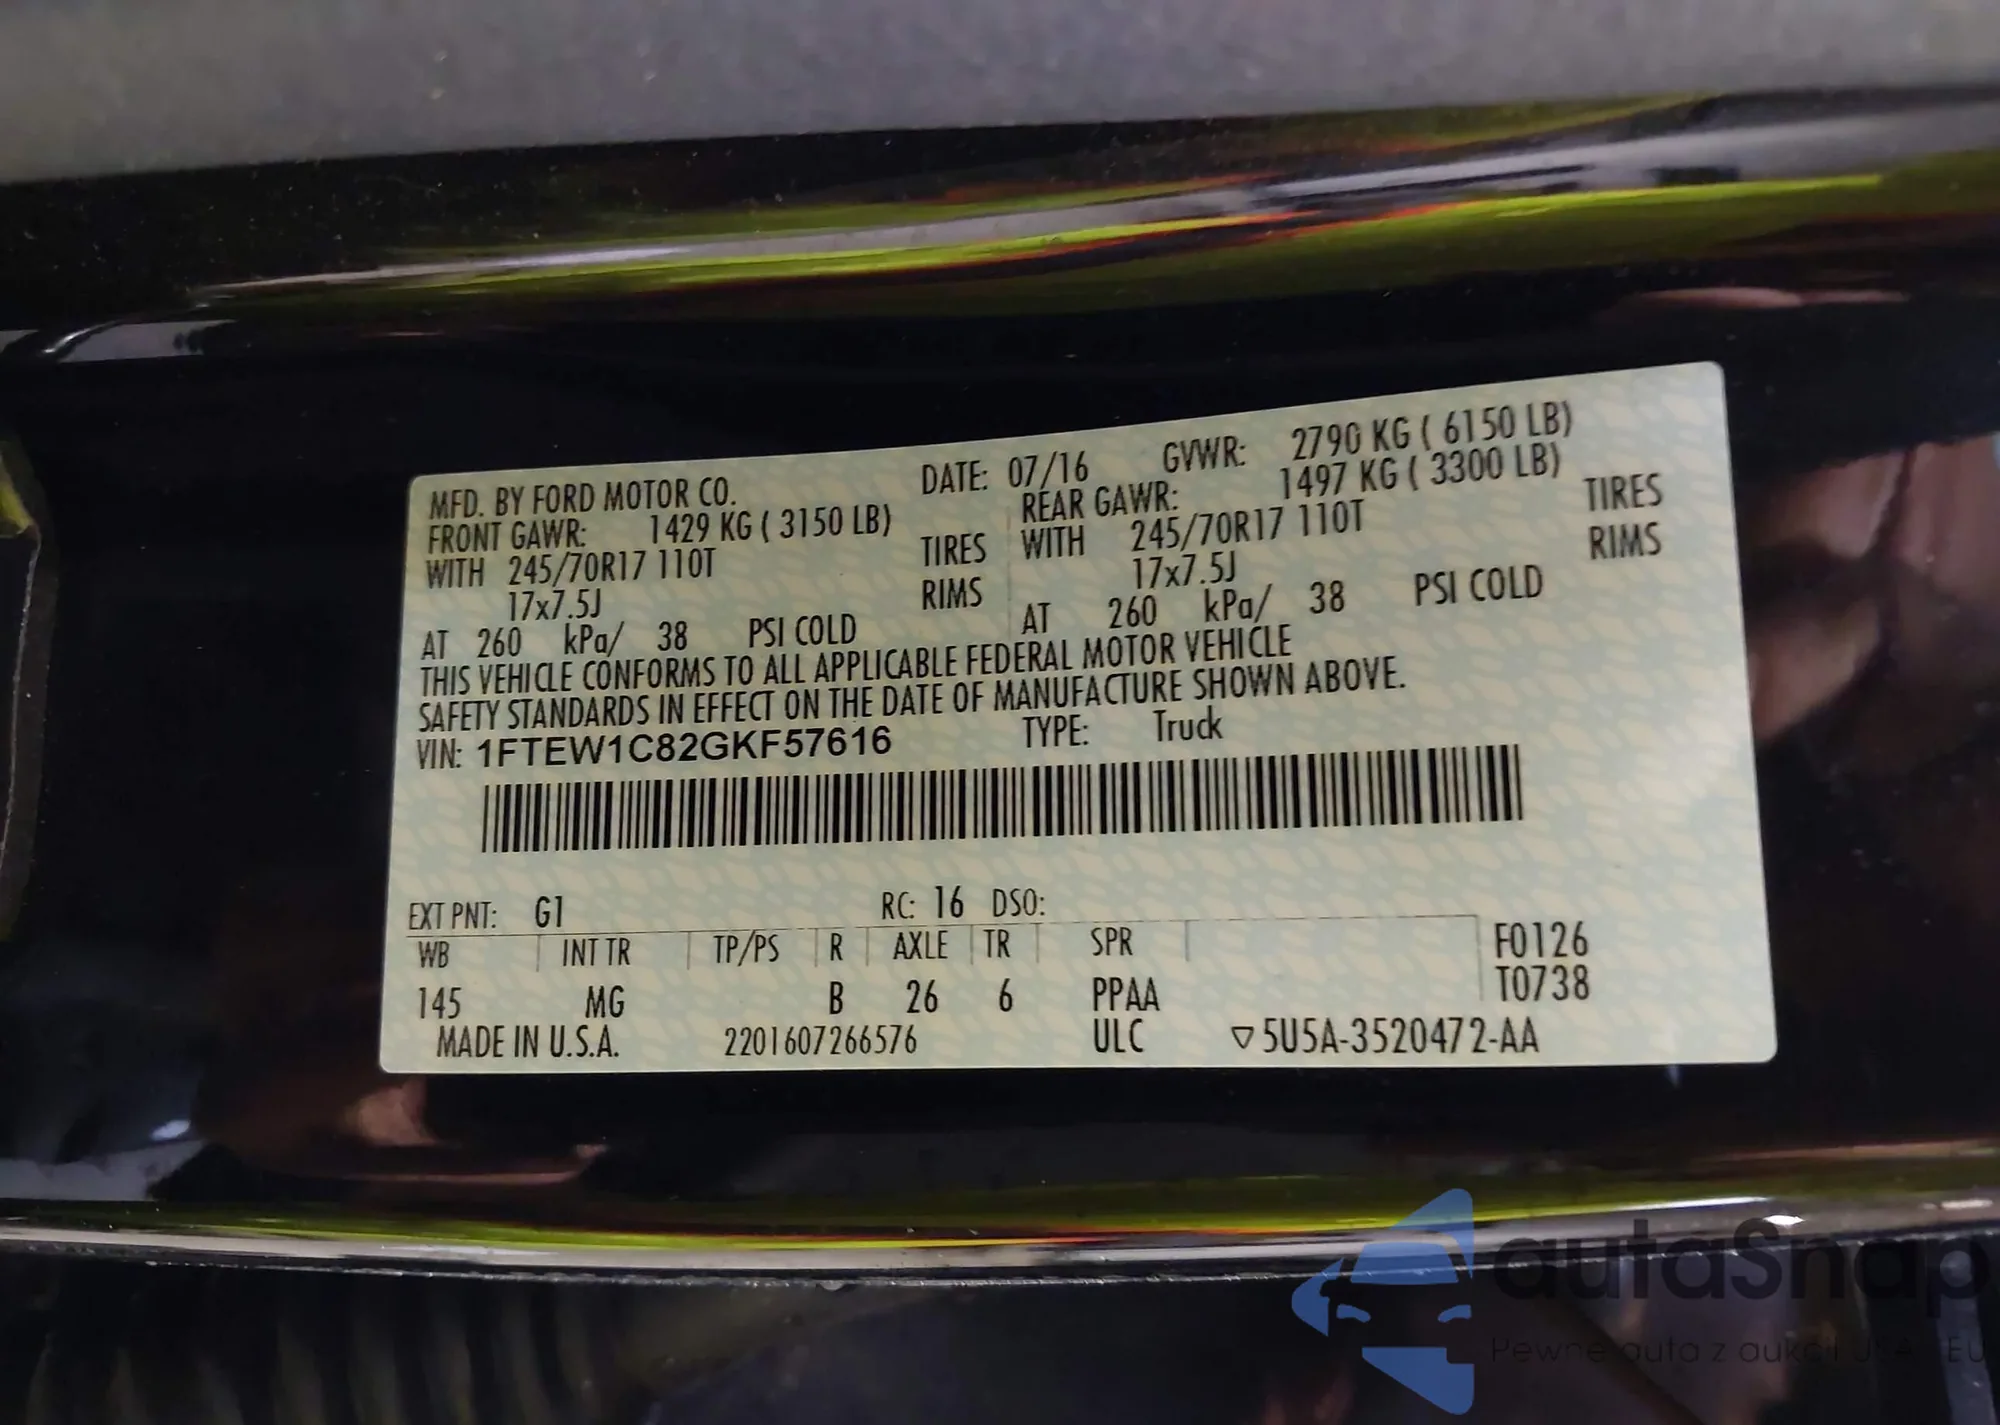 MFD. BY FORD MOTOR CO. DATE: 07/16 GVWR: 2790 KG ( 6150 LB)
FRONT GAWR: 1429 KG ( 3150 LB) REAR GAWR: 1497 KG ( 3300 LB)
WITH 245/70R17 110T TIRES WITH 245/70R17 110T TIRES
17x7.5J RIMS 17x7.5J RIMS
AT 260 kPa/ 38 PSI COLD AT 260 kPa/ 38 PSI COLD
THIS VEHICLE CONFORMS TO ALL APPLICABLE FEDERAL MOTOR VEHICLE
SAFETY STANDARDS IN EFFECT ON THE DATE OF MANUFACTURE SHOWN ABOVE.
VIN: 1FTEW1C82GKF57616 TYPE: Truck
EXT PNT: G1 RC: 16 DSO:
WB INT TR TP/PS R AXLE TR SPR F0126
145 MG B 26 6 PPAA T0738
MADE IN U.S.A. 2201607266576 ULC ▽5U5A-3520472-AA
autaSnap
Pewne auta z aukcji USA EU